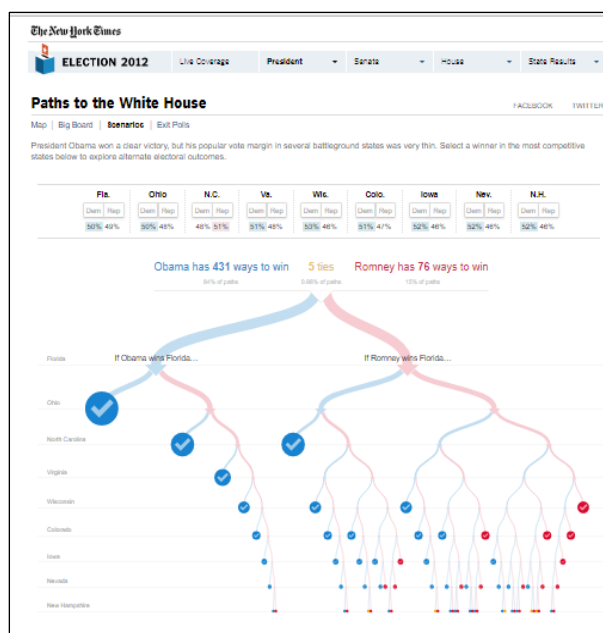 The New York Times
ELECTION 2012 Live Coverage President Senate House State Results
Paths to the White House
FACEBOOK TWITTER
Map | Big Board | Scenarios | Exit Polls
President Obama won a clear victory, but his popular vote margin in several battleground states was very thin. Select a winner in the most competitive
states below to explore alternate electoral outcomes.
Fla. Ohio N.C. Va. Wis. Colo. Iowa Nev. N.H.
Dem Rep Dem Rep Dem Rep Dem Rep Dem Rep Dem Rep Dem Rep Dem Rep Dem Rep
50% 49% 50% 48% 48% 51% 51% 48% 53% 46% 51% 47% 52% 46% 52% 46% 52% 46%
Obama has 431 ways to win 5 ties Romney has 76 ways to win
84% of paths 0.98% of paths 15% of paths
Florida If Obama wins Florida... If Romney wins Florida...
Ohio
North Carolina
Virginia
Wisconsin
Colorado
Iowa
Nevada
New Hampshire